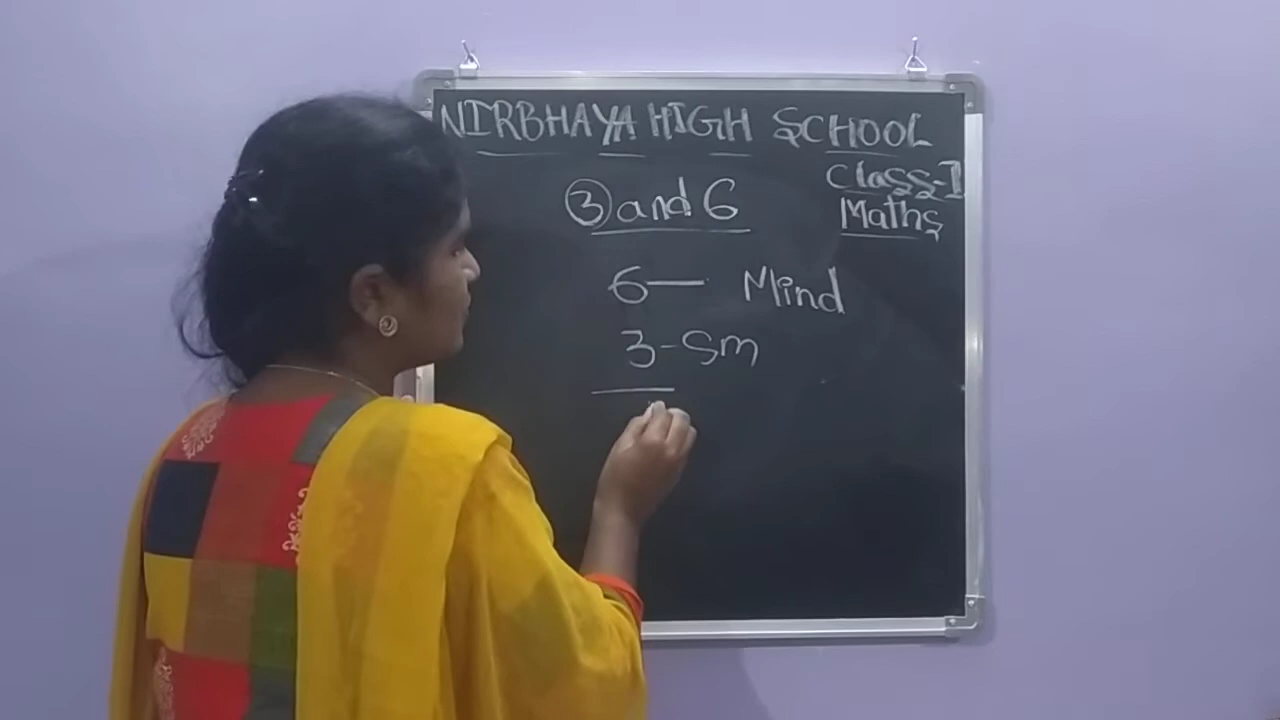 NIRBHAYA HIGH SCHOOL
Class-I
Maths
3 and 6
6— Mind
3-Sm